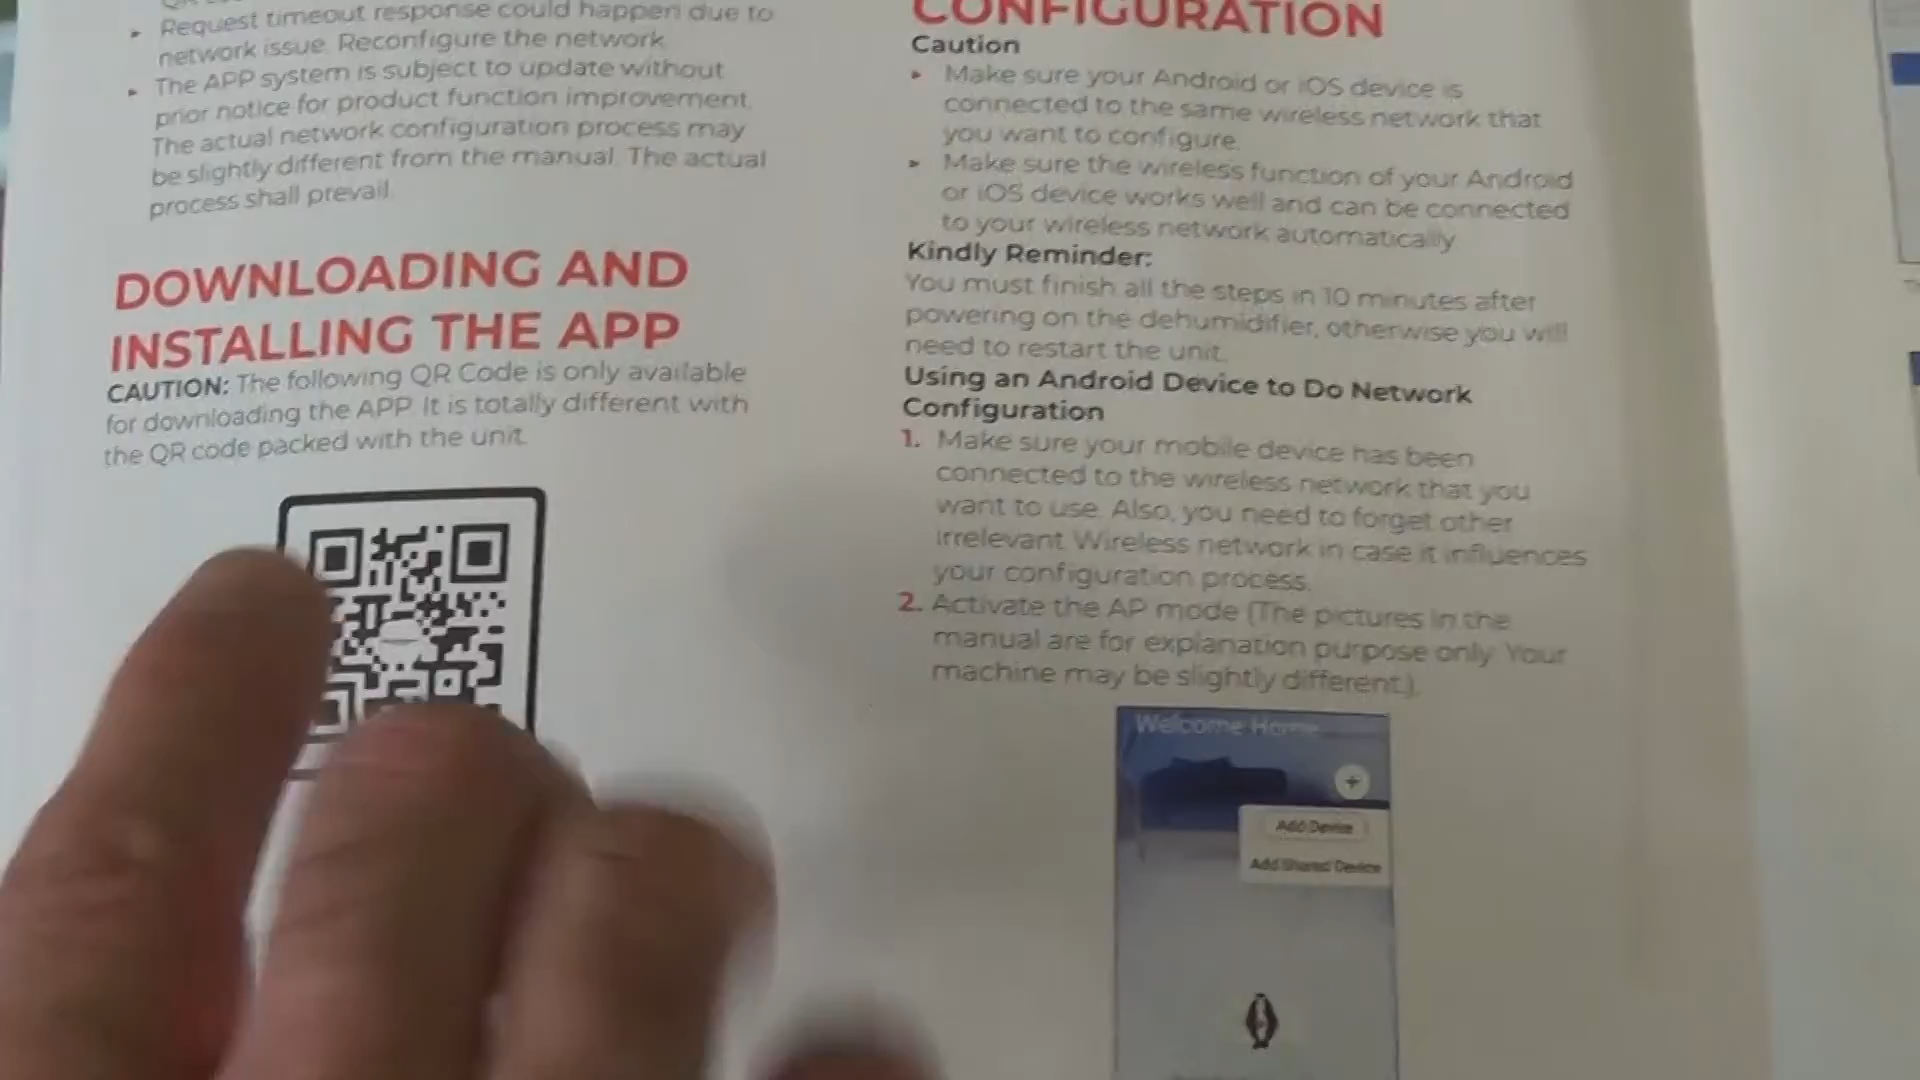 Request timeout response could happen due to
network issue. Reconfigure the network.
The APP system is subject to update without
prior notice for product function improvement.
The actual network configuration process may
be slightly different from the manual. The actual
process shall prevail.
DOWNLOADING AND
INSTALLING THE APP
CAUTION: The following QR Code is only available
for downloading the APP. It is totally different with
the QR code packed with the unit.
CONFIGURATION
Caution
Make sure your Android or iOS device is
connected to the same wireless network that
you want to configure.
Make sure the wireless function of your Android
or iOS device works well and can be connected
to your wireless network automatically.
Kindly Reminder:
You must finish all the steps in 10 minutes after
powering on the dehumidifier, otherwise you will
need to restart the unit.
Using an Android Device to Do Network
Configuration
1. Make sure your mobile device has been
connected to the wireless network that you
want to use. Also, you need to forget other
irrelevant Wireless network in case it influences
your configuration process.
2. Activate the AP mode (The pictures in the
manual are for explanation purpose only. Your
machine may be slightly different.).
Welcome Home
Add Device
Add Shared Device